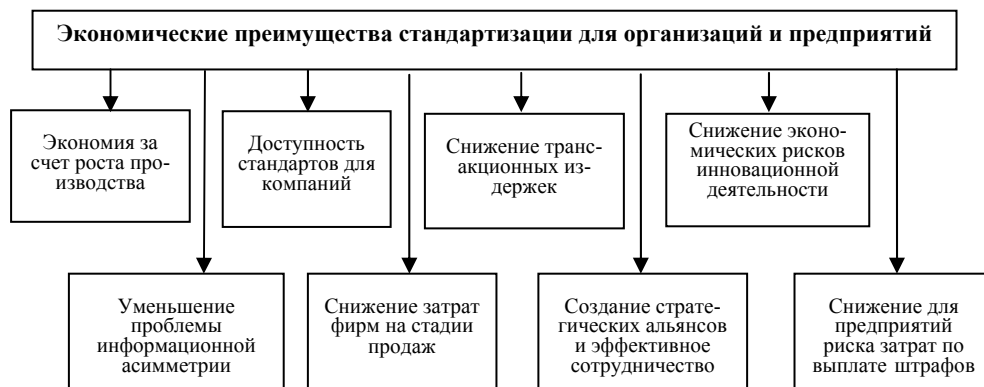 Экономические преимущества стандартизации для организаций и предприятий
Экономия за
счет роста про-
изводства
Доступность
стандартов для
компаний
Снижение транс-
акционных из-
держек
Снижение эконо-
мических рисков
инновационной
деятельности
Уменьшение
проблемы
информационной
асимметрии
Снижение затрат
фирм на стадии
продаж
Создание страте-
гических альянсов
и эффективное
сотрудничество
Снижение для
предприятий
риска затрат по
выплате штрафов